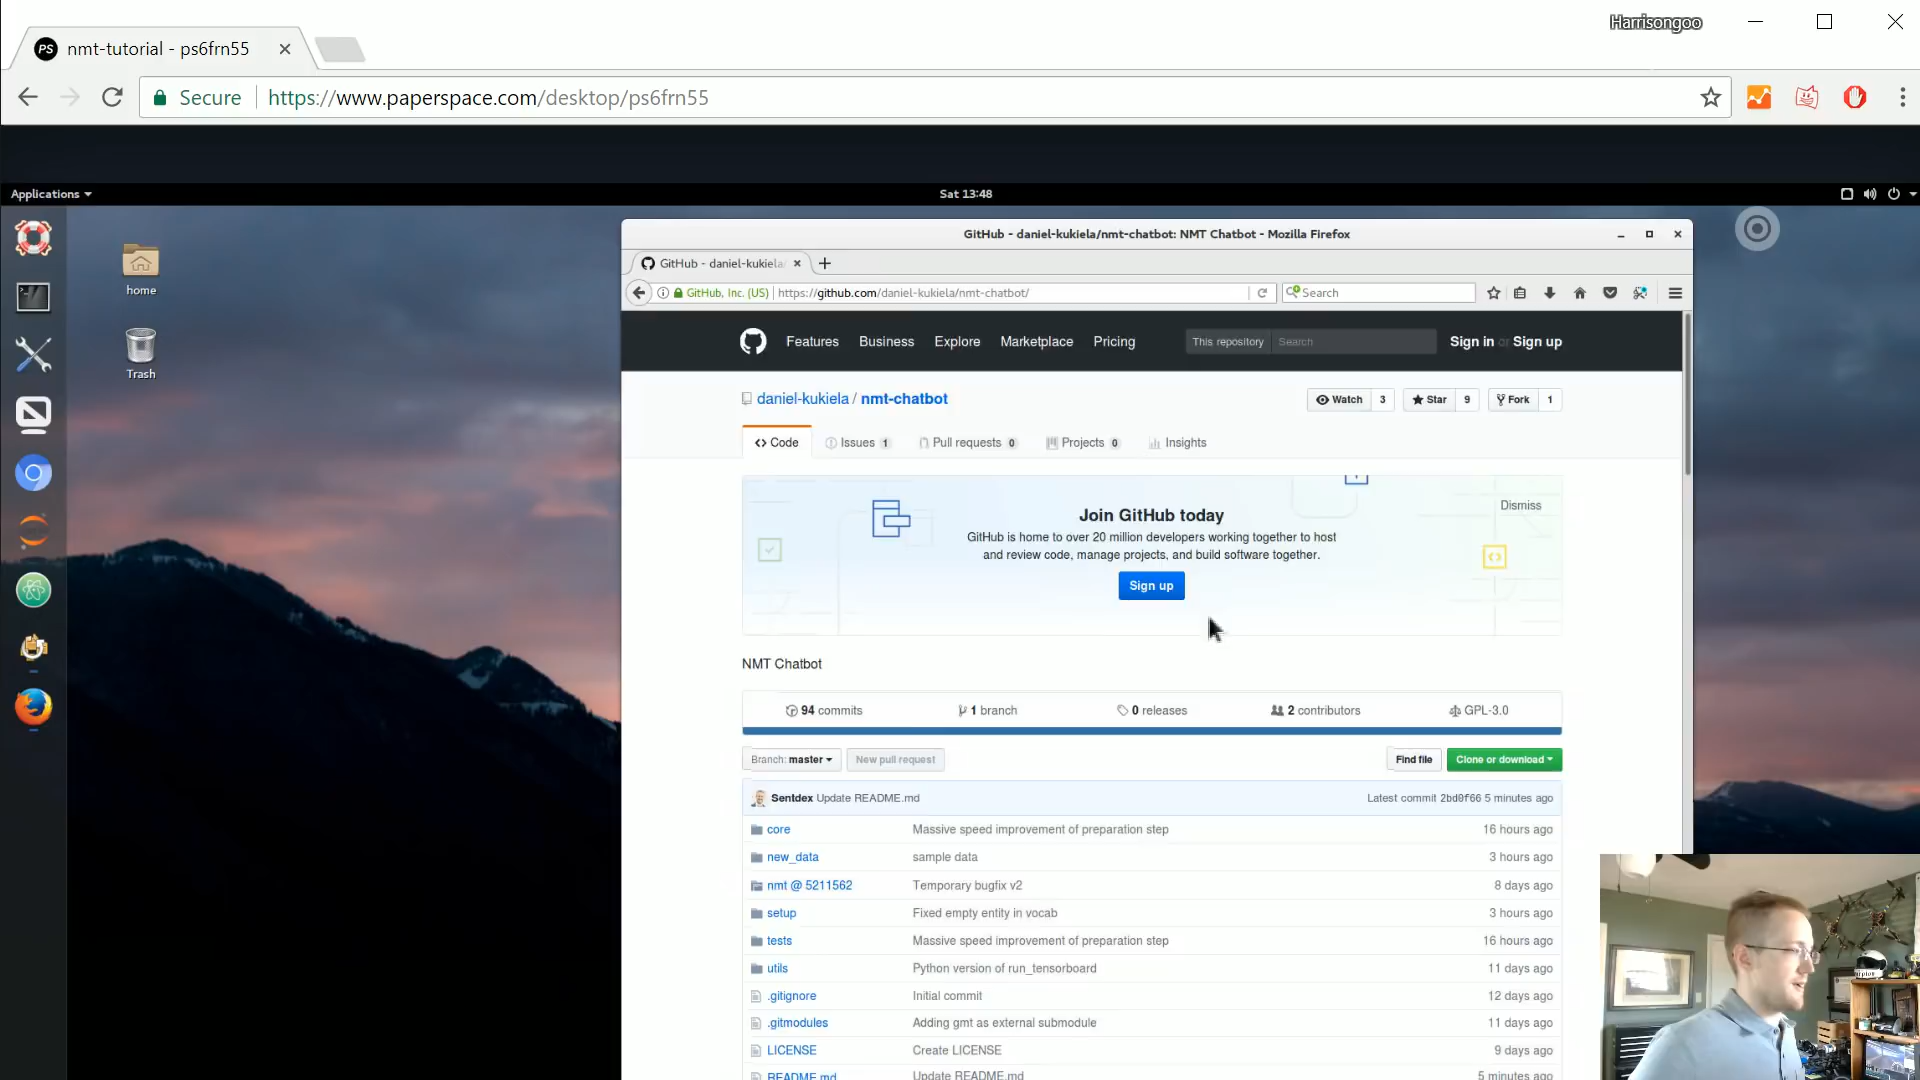 Harrisongoo
PS nmt-tutorial - ps6frn55
Secure https://www.paperspace.com/desktop/ps6frn55
Applications
Sat 13:48
home
Trash
GitHub - daniel-kukiela/nmt-chatbot: NMT Chatbot - Mozilla Firefox
GitHub - daniel-kukiela/
GitHub, Inc. (US) https://github.com/daniel-kukiela/nmt-chatbot/ Search
Features Business Explore Marketplace Pricing This repository Search Sign in or Sign up
daniel-kukiela / nmt-chatbot Watch 3 Star 9 Fork 1
Code Issues 1 Pull requests 0 Projects 0 Insights
Dismiss
Join GitHub today
GitHub is home to over 20 million developers working together to host
and review code, manage projects, and build software together.
Sign up
NMT Chatbot
94 commits 1 branch 0 releases 2 contributors GPL-3.0
Branch: master New pull request Find file Clone or download
Sentdex Update README.md Latest commit 2bd0f66 5 minutes ago
core Massive speed improvement of preparation step 16 hours ago
new_data sample data 3 hours ago
nmt @ 5211562 Temporary bugfix v2 8 days ago
setup Fixed empty entity in vocab 3 hours ago
tests Massive speed improvement of preparation step 16 hours ago
utils Python version of run_tensorboard 11 days ago
.gitignore Initial commit 12 days ago
.gitmodules Adding gmt as external submodule 11 days ago
LICENSE Create LICENSE 9 days ago
README.md Update README.md 5 minutes ago